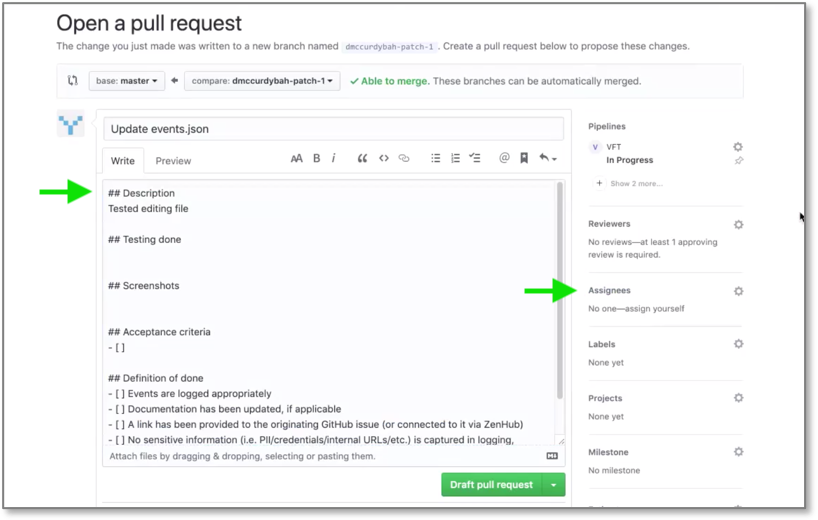 Open a pull request
The change you just made was written to a new branch named dmccurdybah-patch-1 . Create a pull request below to propose these changes.
base: master compare: dmccurdybah-patch-1 Able to merge. These branches can be automatically merged.
Update events.json
Write Preview AA B i
## Description
Tested editing file
## Testing done
## Screenshots
## Acceptance criteria
- [ ]
## Definition of done
- [ ] Events are logged appropriately
- [ ] Documentation has been updated, if applicable
- [ ] A link has been provided to the originating GitHub issue (or connected to it via ZenHub)
- [ ] No sensitive information (i.e. PII/credentials/internal URLs/etc.) is captured in logging,
Attach files by dragging & dropping, selecting or pasting them.
Draft pull request
Pipelines
V VFT
In Progress
+ Show 2 more...
Reviewers
No reviews—at least 1 approving
review is required.
Assignees
No one—assign yourself
Labels
None yet
Projects
None yet
Milestone
No milestone